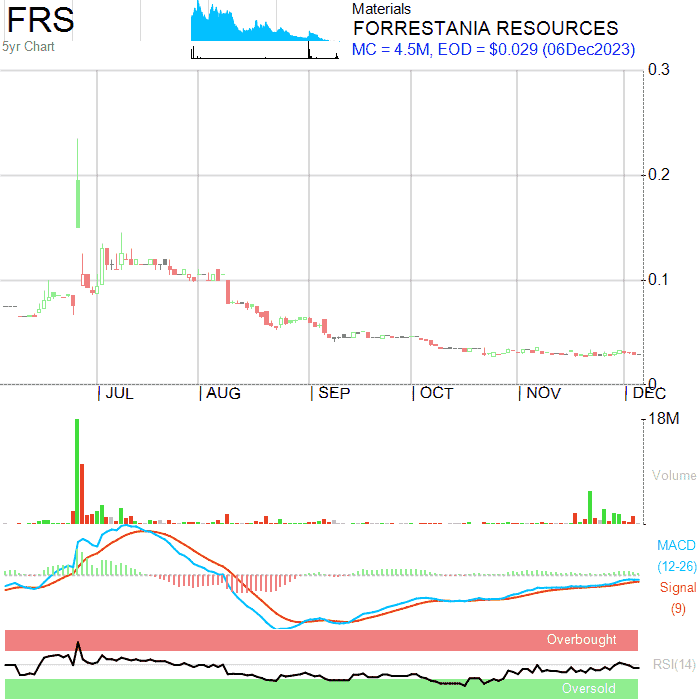 FRS
5yr Chart
Materials
FORRESTANIA RESOURCES
MC = 4.5M, EOD = $0.029 (06Dec2023)
0.3
0.2
0.1
0
JUL AUG SEP OCT NOV DEC
18M
Volume
MACD
(12-26)
Signal
(9)
Overbought
RSI(14)
Oversold